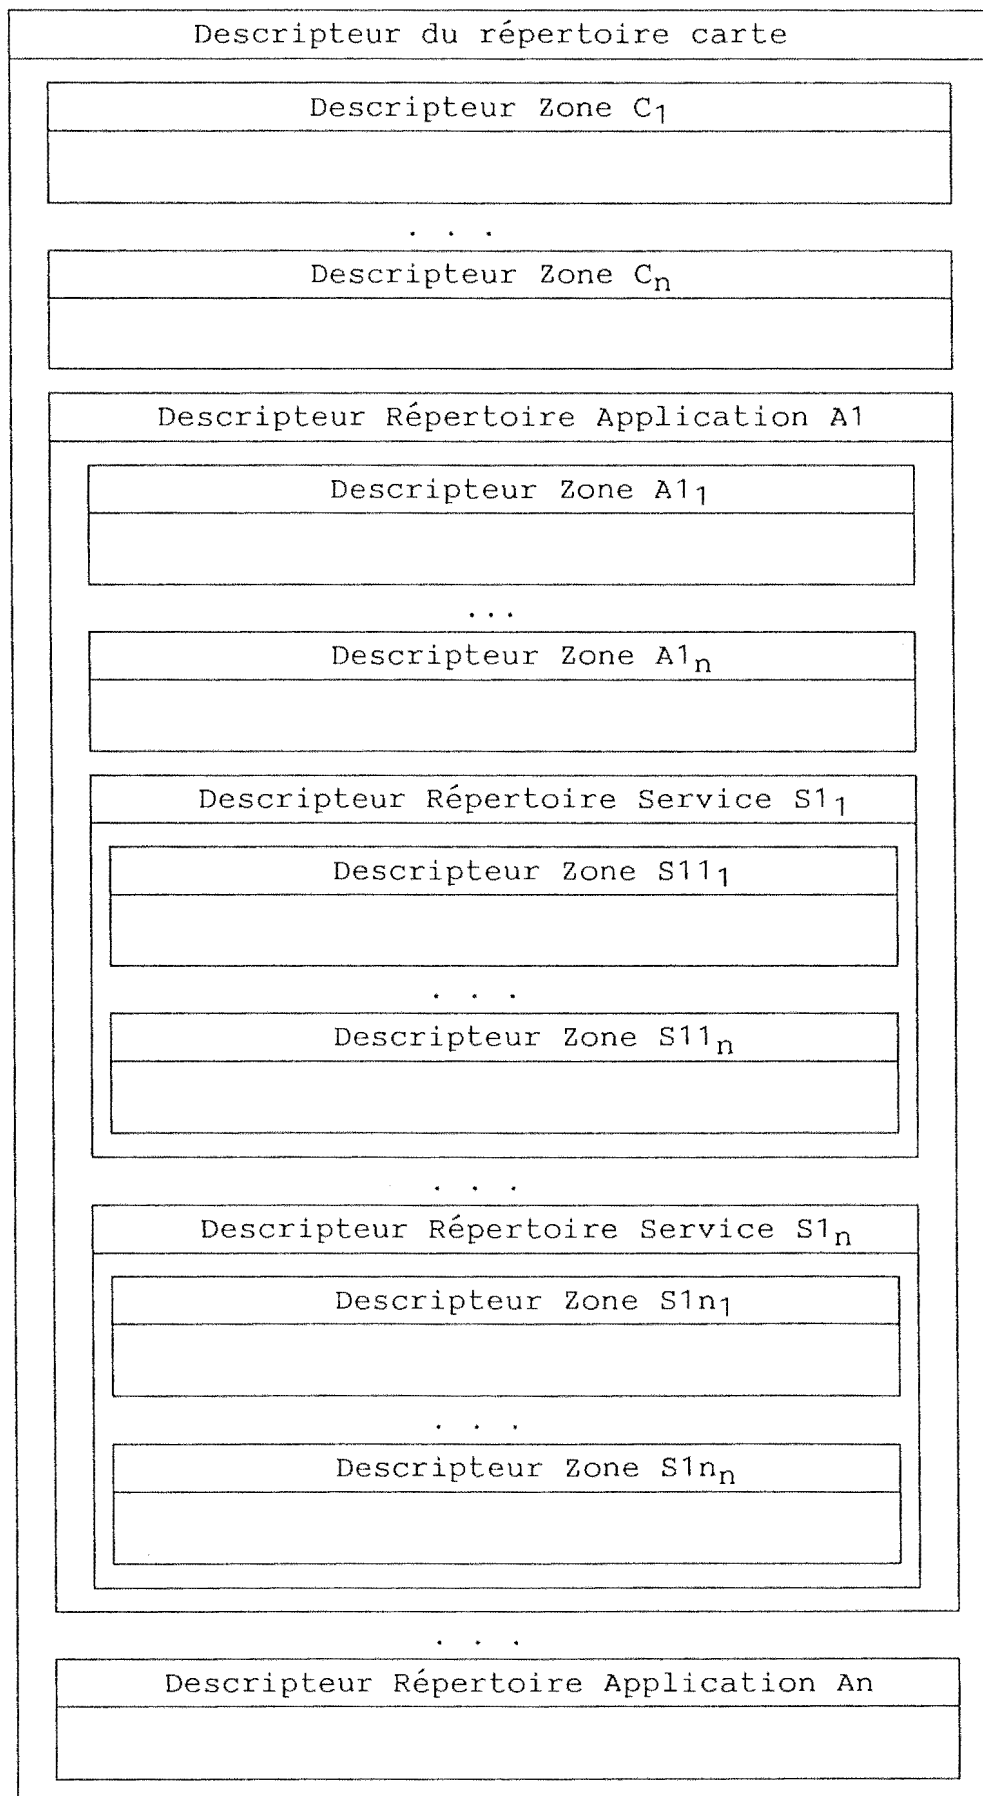 Descripteur du répertoire carte
Descripteur Zone C₁
. . .
Descripteur Zone Cₙ
Descripteur Répertoire Application A1
Descripteur Zone A1₁
...
Descripteur Zone A1ₙ
Descripteur Répertoire Service S1₁
Descripteur Zone S11₁
. . .
Descripteur Zone S11ₙ
. . .
Descripteur Répertoire Service S1ₙ
Descripteur Zone S1n₁
. . .
Descripteur Zone S1nₙ
. . .
Descripteur Répertoire Application An